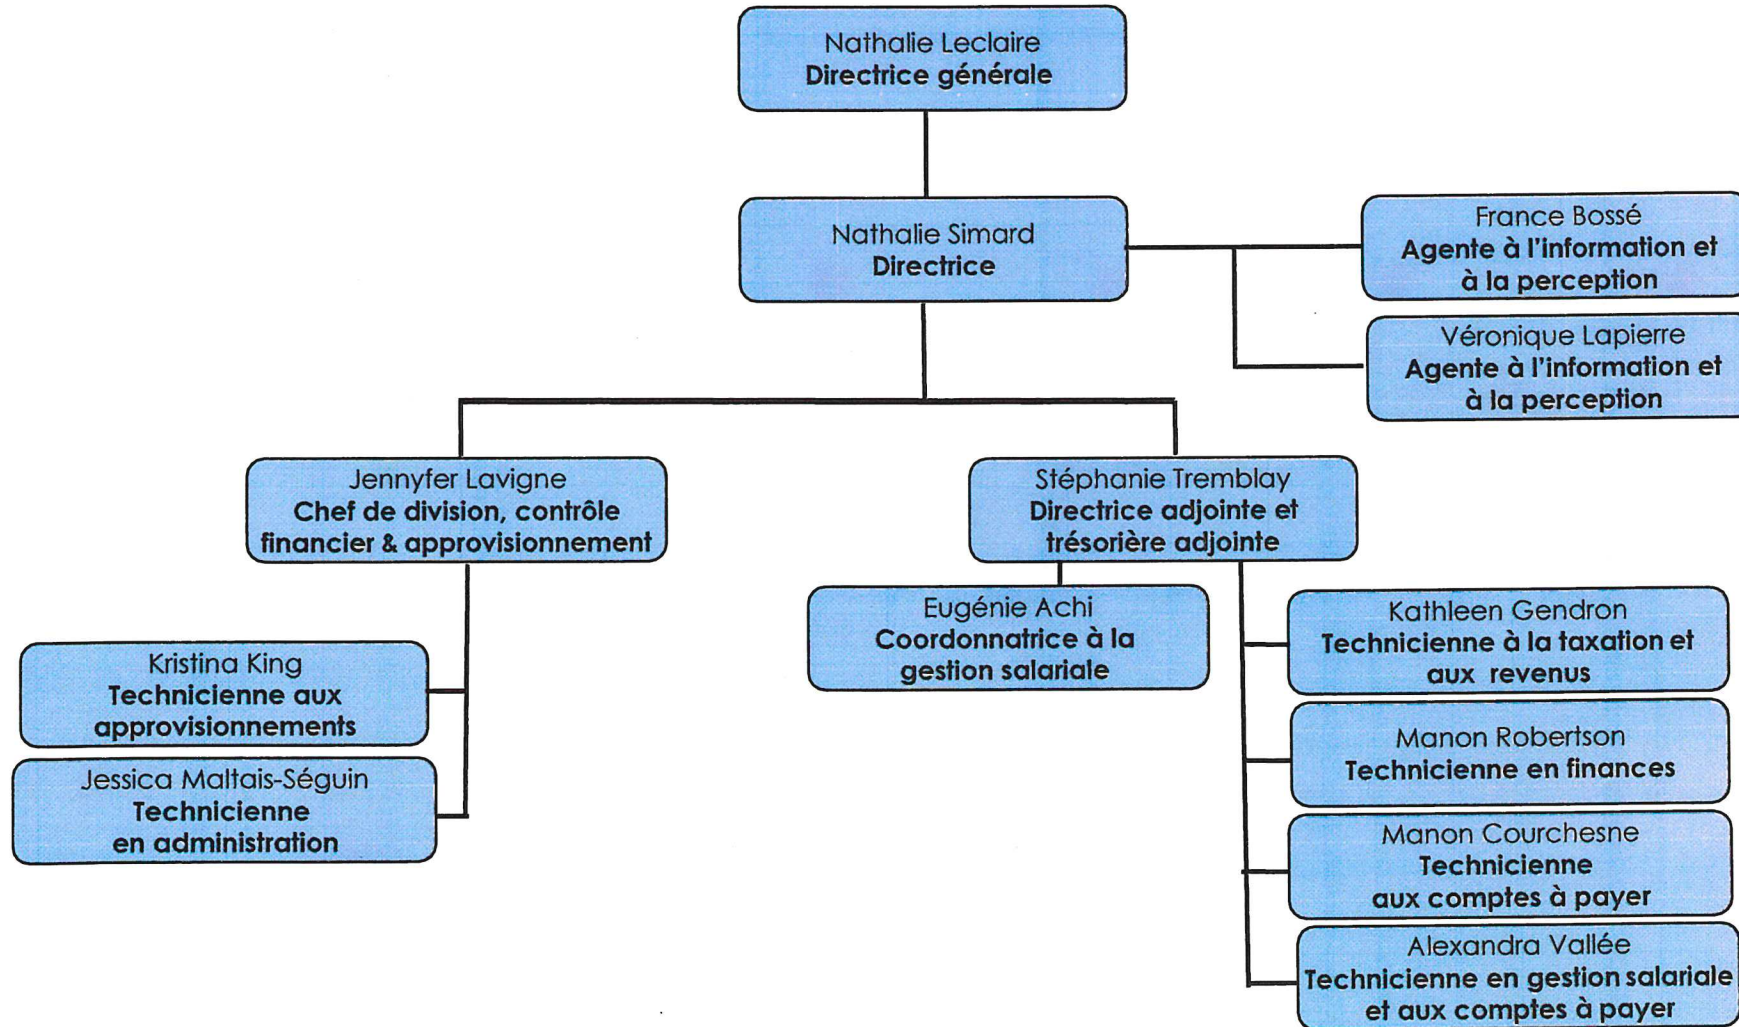 Nathalie Leclaire
Directrice générale
Nathalie Simard
Directrice
France Bossé
Agente à l'information et
à la perception
Véronique Lapierre
Agente à l'information et
à la perception
Jennyfer Lavigne
Chef de division, contrôle
financier & approvisionnement
Stéphanie Tremblay
Directrice adjointe et
trésorière adjointe
Eugénie Achi
Coordonnatrice à la
gestion salariale
Kristina King
Technicienne aux
approvisionnements
Jessica Maltais-Séguin
Technicienne
en administration
Kathleen Gendron
Technicienne à la taxation et
aux revenus
Manon Robertson
Technicienne en finances
Manon Courchesne
Technicienne
aux comptes à payer
Alexandra Vallée
Technicienne en gestion salariale
et aux comptes à payer